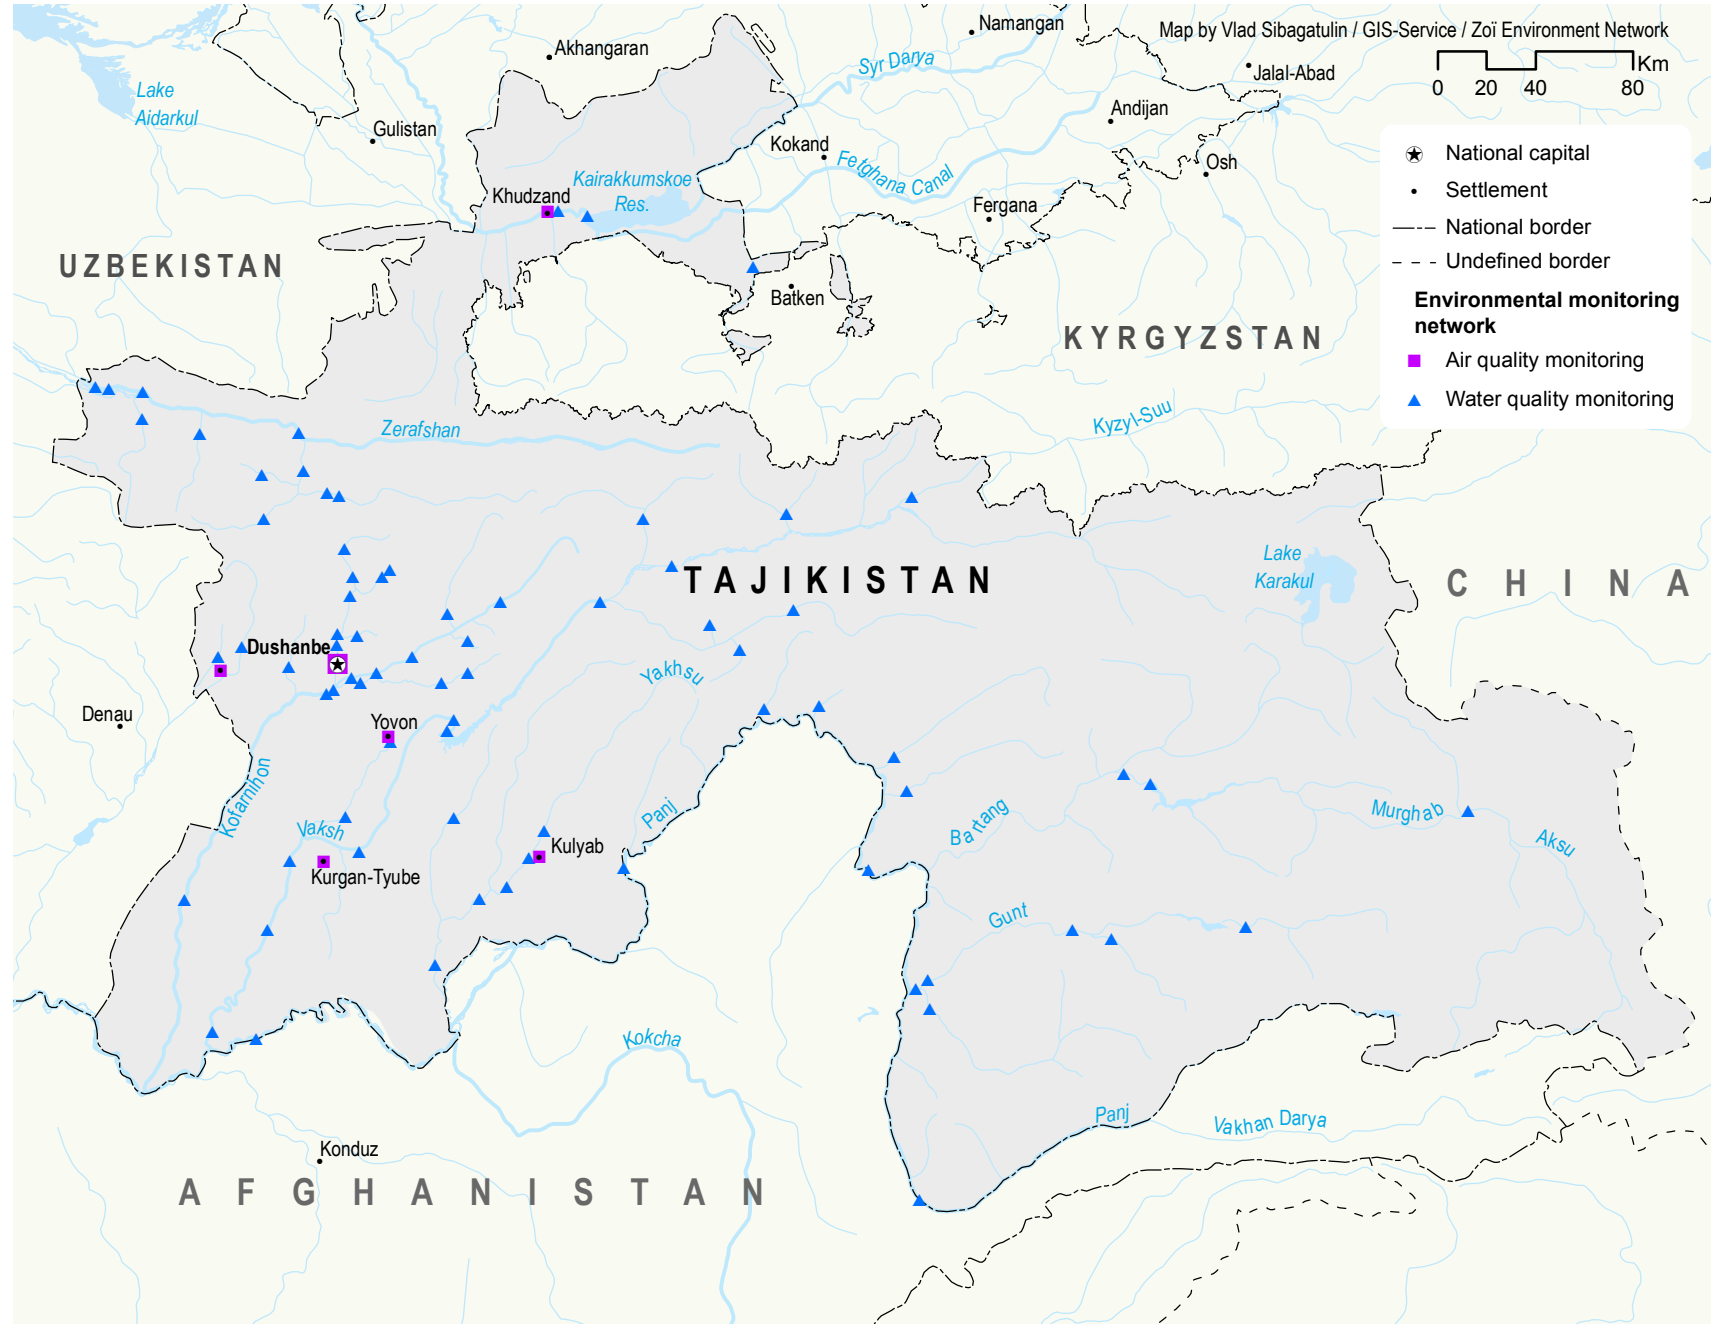 Namangan
Map by Vlad Sibagatulin / GIS-Service / Zoï Environment Network
Akhangaran
Syr Darya
Km
Jalal-Abad
0 20 40 80
Lake
Aidarkul
Gulistan
Andijan
Kokand
Fefghana Canal
Osh
Khudzand
Kairakkumskoe
Res.
Fergana
National capital
Settlement
National border
Undefined border
Environmental monitoring
network
Air quality monitoring
Water quality monitoring
UZBEKISTAN
Batken
KYRGYZSTAN
Kyzyl-Suu
Zerafshan
Lake
Karakul
TAJIKISTAN
CHINA
Dushanbe
Yakhsu
Denau
Yovon
Kofarnihon
Vaksh
Panj
Bartang
Murghab
Aksu
Kulyab
Kurgan-Tyube
Gunt
Kokcha
Panj
Vakhan Darya
Konduz
AFGHANISTAN